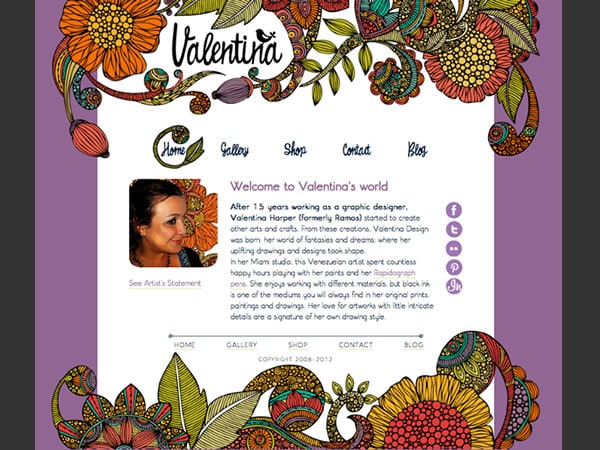 Valentina
Home Gallery Shop Contact Blog
Welcome to Valentina's world
After 15 years working as a graphic designer,
Valentina Harper (formerly Ramos) started to create
other arts and crafts. From these creations, Valentina Design
was born: her world of fantasies and dreams; where her
uplifting drawings and designs took shape.
In her Miami studio, this Venezuelan artist spent countless
happy hours playing with her paints and her Rapidograph
pens. She enjoys working with different materials, but black ink
is one of the mediums you will always find in her original prints,
paintings and drawings. Her love for artworks with little intricate
details are a signature of her own drawing style.
See Artist's Statement
HOME GALLERY SHOP CONTACT BLOG
COPYRIGHT 2008-2012